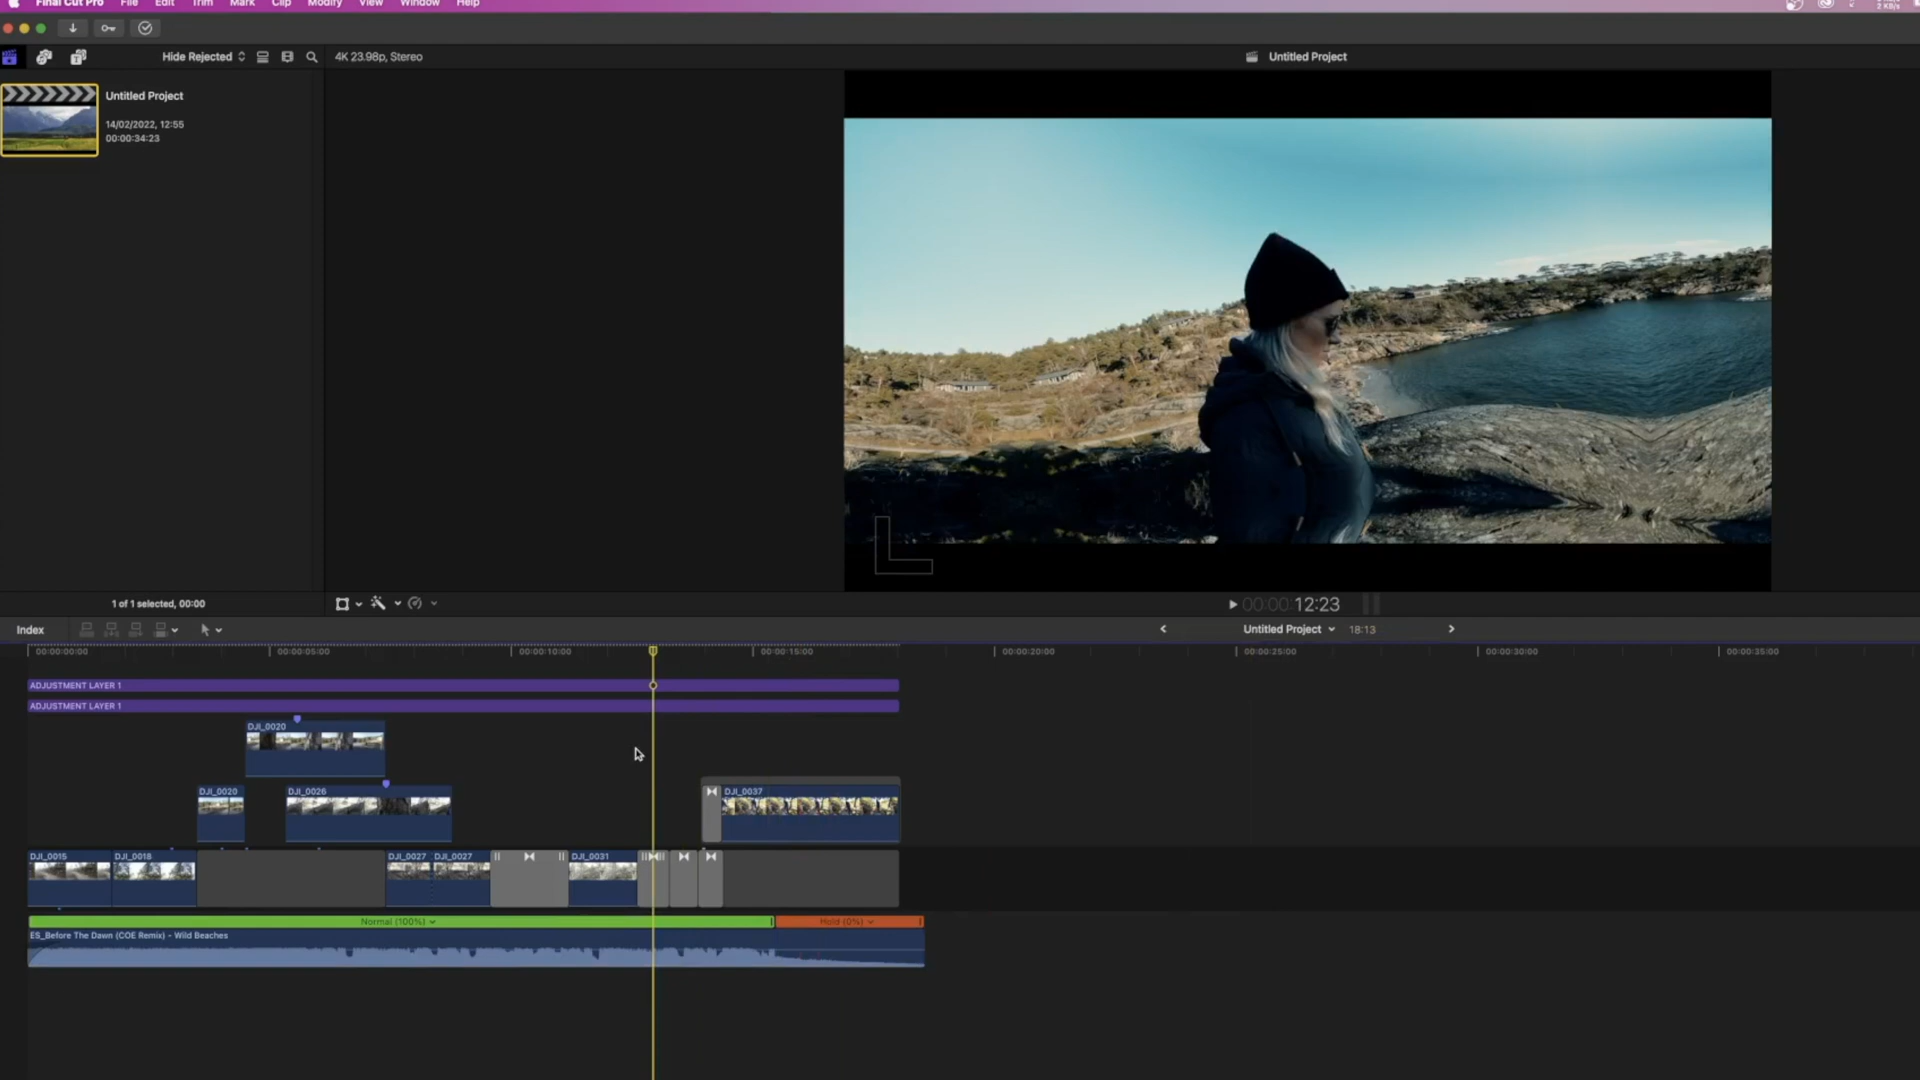 Final Cut Pro File Edit Trim Mark Clip Modify View Window Help
2 KB/s
Hide Rejected
4K 23.98p, Stereo
Untitled Project
Untitled Project
14/02/2022, 12:55
00:00:34:23
1 of 1 selected, 00:00
00:00:12:23
Index
Untitled Project
18:13
00:00:00:00
00:00:05:00
00:00:10:00
00:00:15:00
00:00:20:00
00:00:25:00
00:00:30:00
00:00:35:00
ADJUSTMENT LAYER 1
ADJUSTMENT LAYER 1
DJI_0020
DJI_0020
DJI_0026
DJI_0037
DJI_0015
DJI_0018
DJI_0027
DJI_0027
DJI_0031
Normal (100%)
Hold (0%)
ES_Before The Dawn (COE Remix) - Wild Beaches